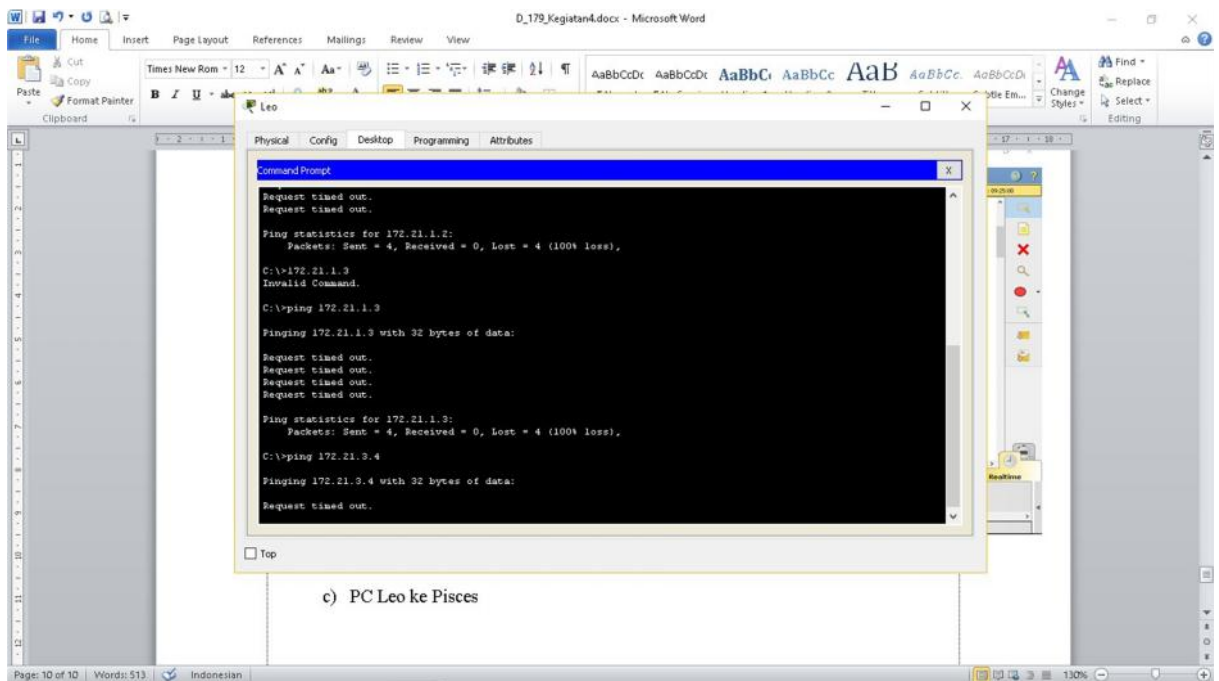 D_179_Kegiatan4.docx - Microsoft Word
File Home Insert Page Layout References Mailings Review View
Cut
Copy
Paste
Format Painter
Clipboard
Times New Rom 12
B I U abc
AaBbCcDc AaBbCcDc AaBbC AaBbCc AaB AaBbCc. AaBbCcDi
Change
Styles
Find
Replace
Select
Editing
Leo
Physical Config Desktop Programming Attributes
Command Prompt
X
Request timed out.
Request timed out.
Ping statistics for 172.21.1.2:
Packets: Sent = 4, Received = 0, Lost = 4 (100% loss),
C:\>172.21.1.3
Invalid Command.
C:\>ping 172.21.1.3
Pinging 172.21.1.3 with 32 bytes of data:
Request timed out.
Request timed out.
Request timed out.
Request timed out.
Ping statistics for 172.21.1.3:
Packets: Sent = 4, Received = 0, Lost = 4 (100% loss),
C:\>ping 172.21.3.4
Pinging 172.21.3.4 with 32 bytes of data:
Request timed out.
Top
Realtime
c) PC Leo ke Pisces
Page: 10 of 10 Words: 513 Indonesian 130%